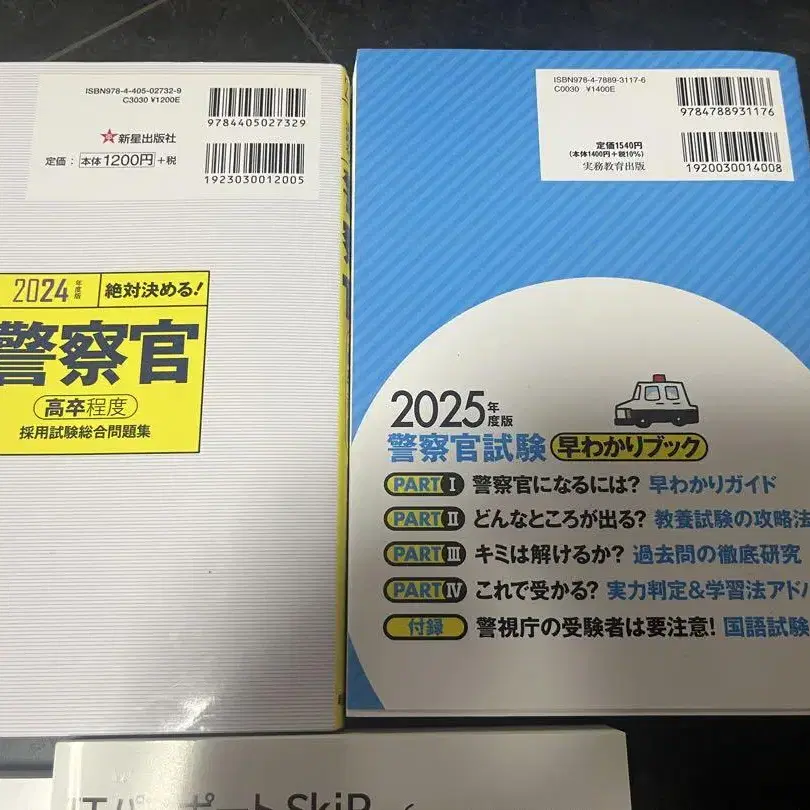 ISBN978-4-405-02732-9
C3030 ¥1200E
9784405027329
新星出版社
定価：本体1200円+税
1923030012005
2024年度版
絶対決める!
警察官
高卒程度
採用試験総合問題集
ISBN978-4-7889-3117-6
C0030 ¥1400E
9784788931176
定価1540円
(本体1400円+税10%)
実務教育出版
1920030014008
2025年度版
警察官試験 早わかりブック
PART I 警察官になるには? 早わかりガイド
PART II どんなところが出る? 教養試験の攻略法
PART III キミは解けるか? 過去問の徹底研究
PART IV これで受かる? 実力判定&学習法アドバ
付録 警視庁の受験者は要注意! 国語試験
ITパスポート SkiP